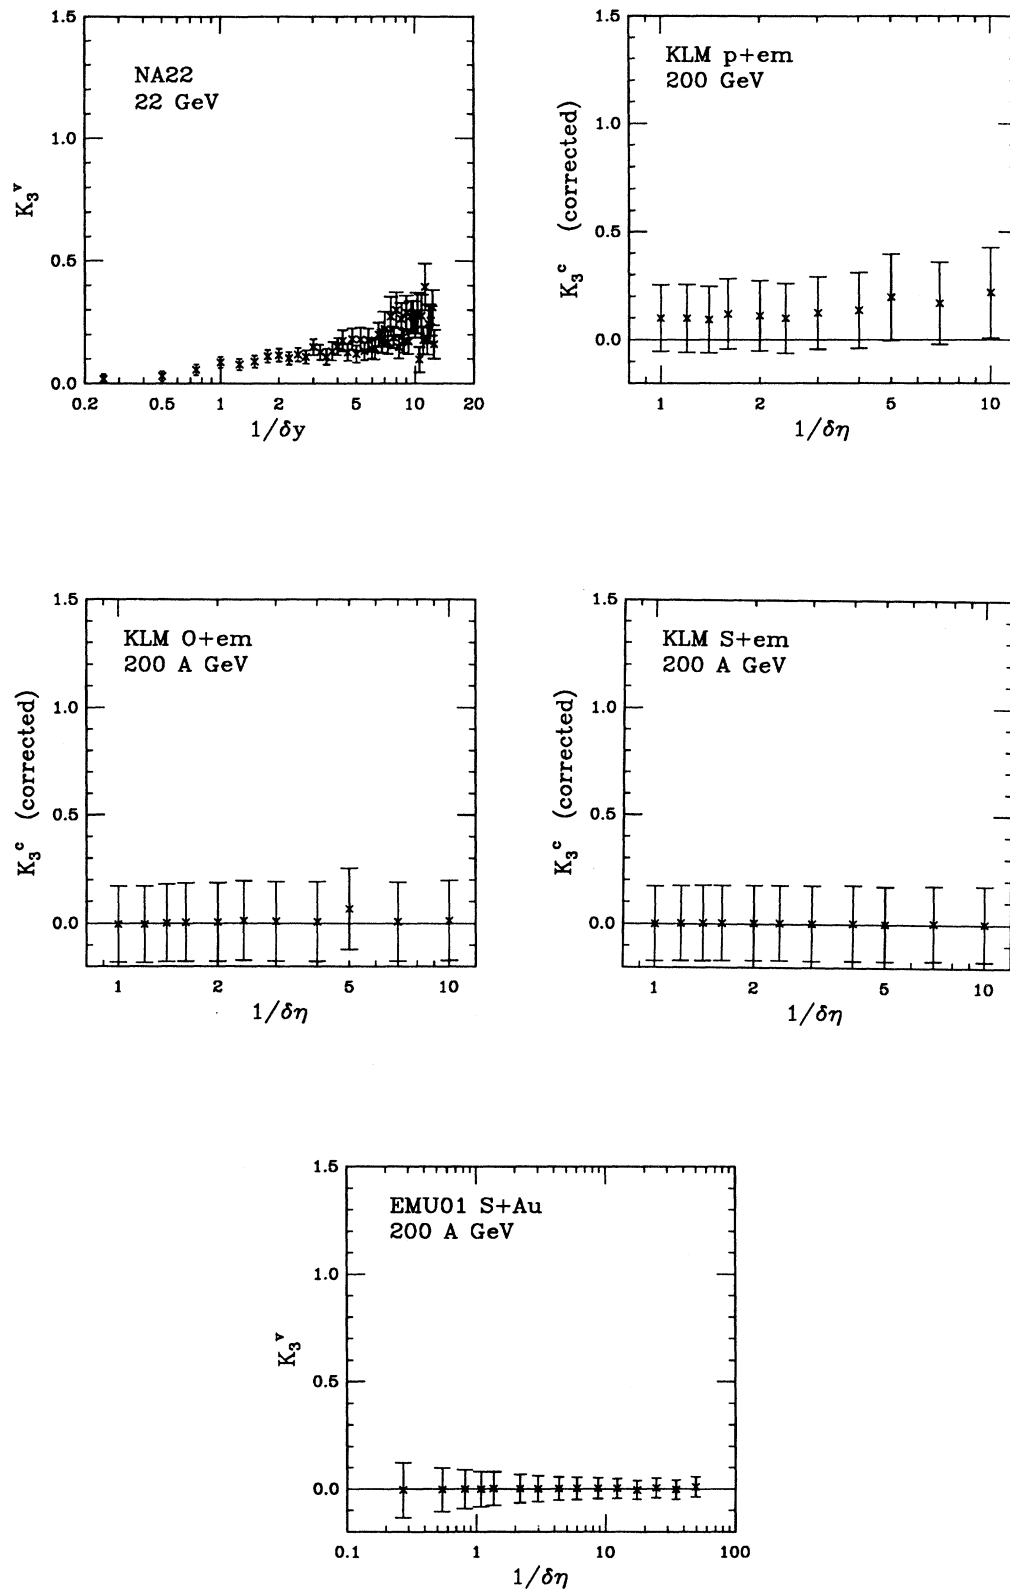 1.5
NA22
22 GeV
1.0
K₃ᵛ
0.5
0.0
0.2 0.5 1 2 5 10 20
1/δy
1.5
KLM p+em
200 GeV
1.0
K₃ᶜ (corrected)
0.5
0.0
1 2 5 10
1/δη
1.5
KLM O+em
200 A GeV
1.0
K₃ᶜ (corrected)
0.5
0.0
1 2 5 10
1/δη
1.5
KLM S+em
200 A GeV
1.0
K₃ᶜ (corrected)
0.5
0.0
1 2 5 10
1/δη
1.5
EMU01 S+Au
200 A GeV
1.0
K₃ᵛ
0.5
0.0
0.1 1 10 100
1/δη